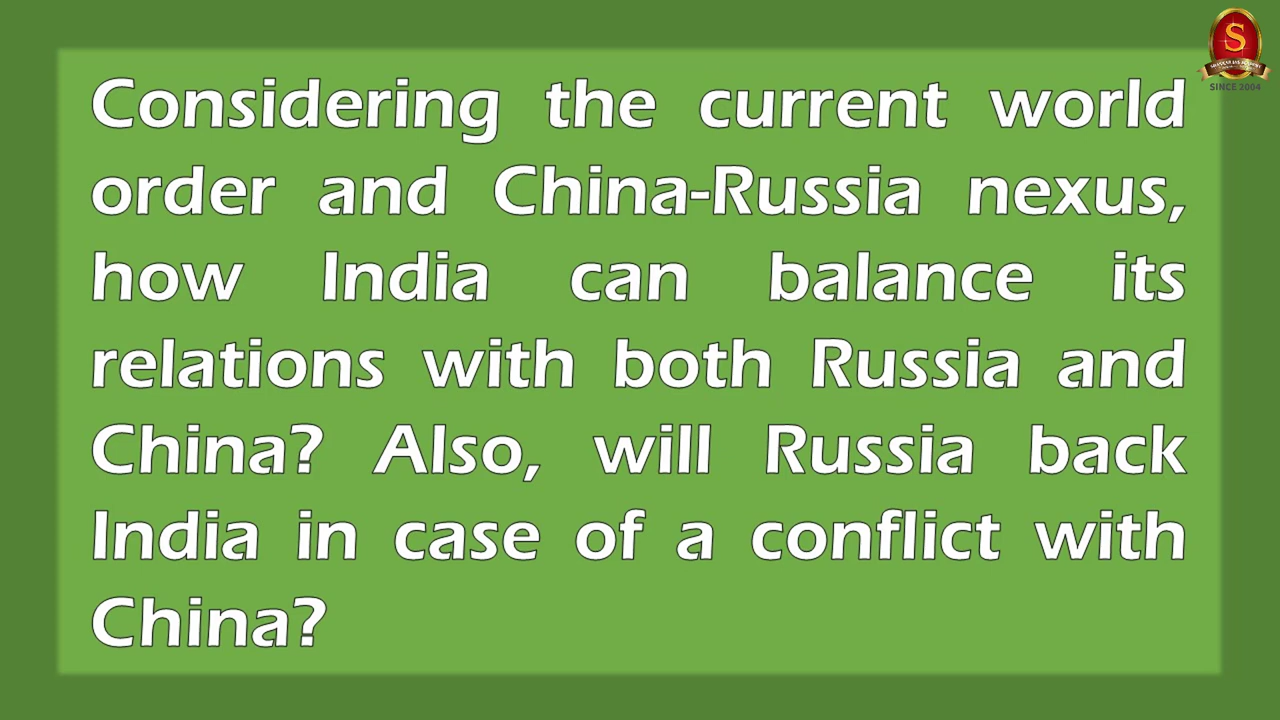 S
SINCE 2004
Considering the current world
order and China-Russia nexus,
how India can balance its
relations with both Russia and
China? Also, will Russia back
India in case of a conflict with
China?